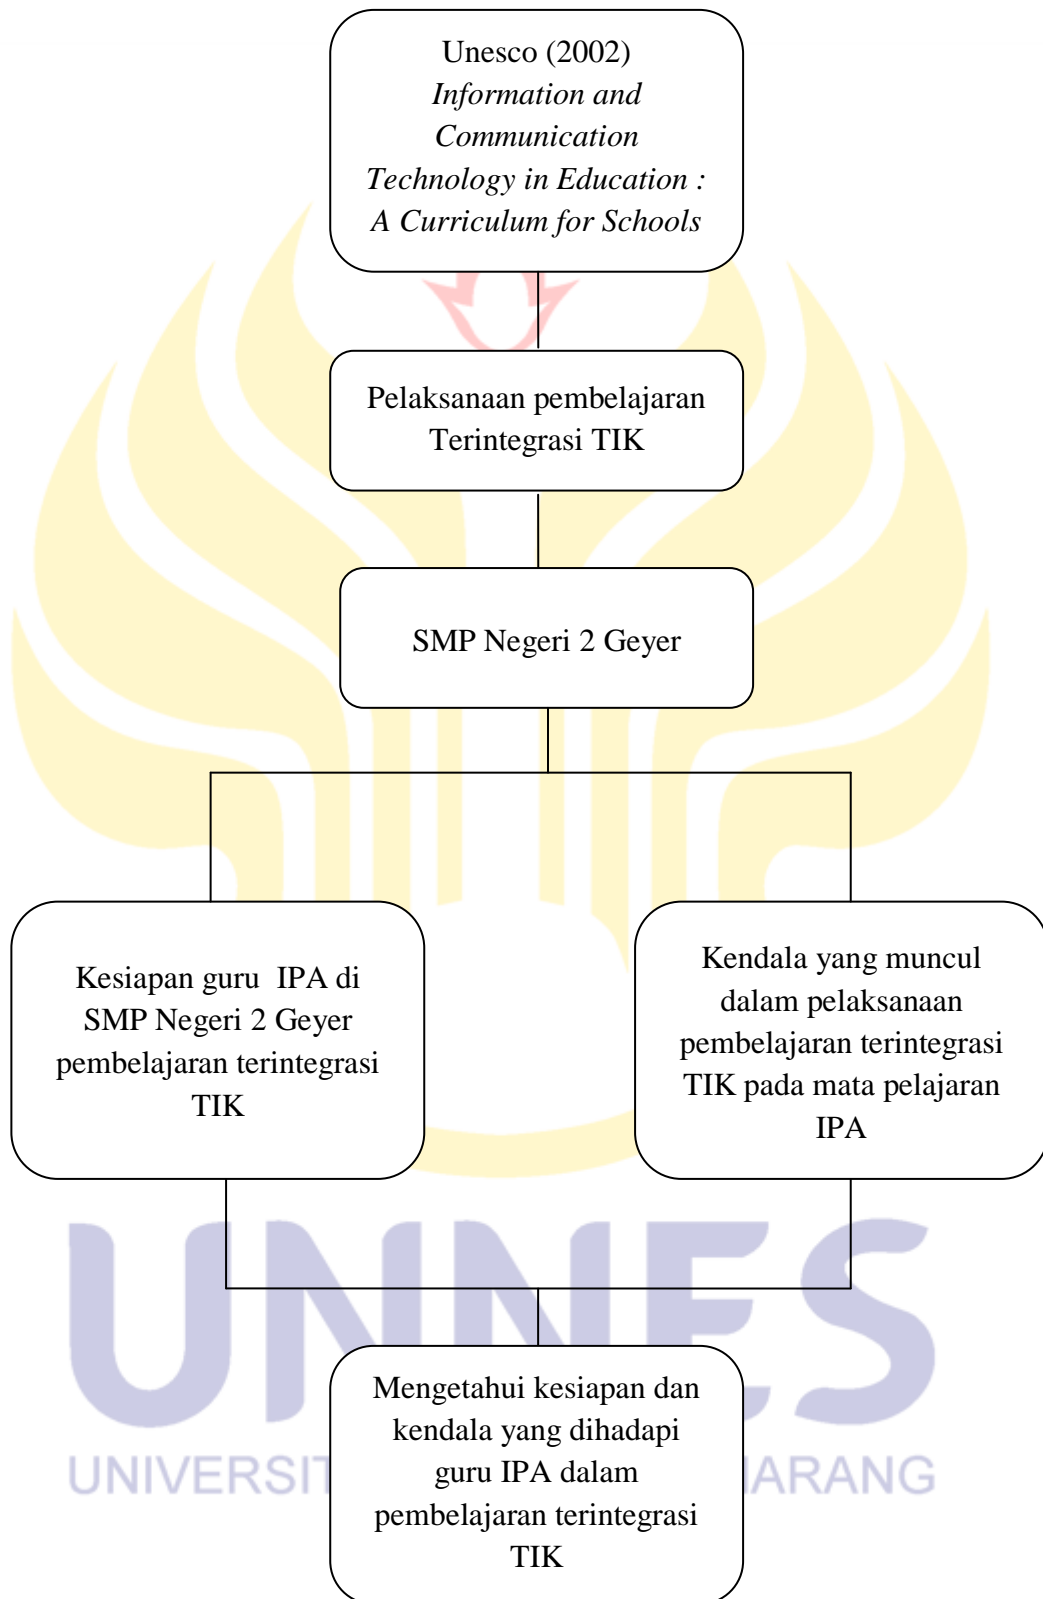 Unesco (2002)
Information and
Communication
Technology in Education :
A Curriculum for Schools
Pelaksanaan pembelajaran
Terintegrasi TIK
SMP Negeri 2 Geyer
Kesiapan guru  IPA di
SMP Negeri 2 Geyer
pembelajaran terintegrasi
TIK
Kendala yang muncul
dalam pelaksanaan
pembelajaran terintegrasi
TIK pada mata pelajaran
IPA
UNNES
Mengetahui kesiapan dan
kendala yang dihadapi
guru IPA dalam
pembelajaran terintegrasi
TIK